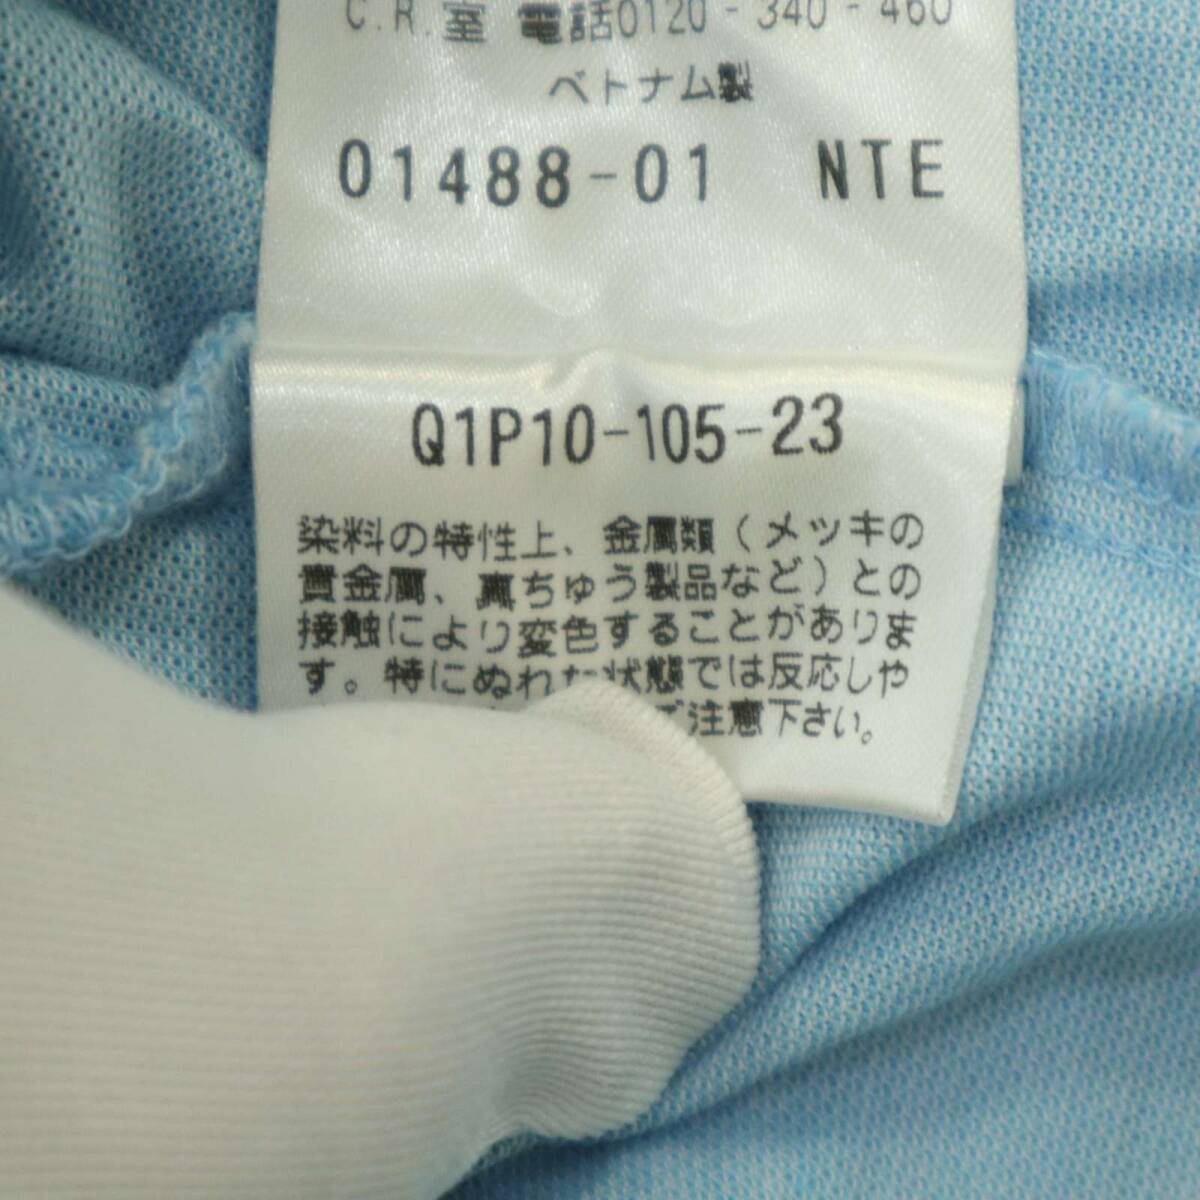 C.R.室 電話0120-340-460
ベトナム製
01488-01 NTE
Q1P10-105-23
染料の特性上、金属類(メッキの
貴金属、真ちゅう製品など)との
接触により変色することがありま
す。特にぬれた状態では反応しや
ご注意下さい。